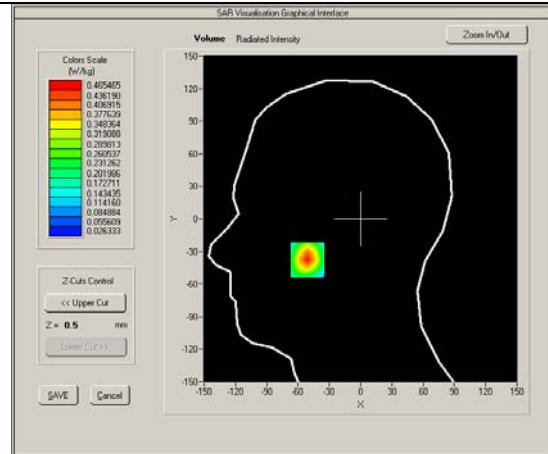 SAR Visualisation Graphical Interface
Volume Radiated Intensity
Zoom In/Out
Colors Scale
(W/kg)
0.465465
0.436190
0.406915
0.377639
0.348364
0.319088
0.289813
0.260537
0.231262
0.201986
0.172711
0.143435
0.114160
0.084884
0.055609
0.026333
Z-Cuts Control
<< Upper Cut
Z = 0.5 mm
Lower Cut >>
SAVE Cancel
150
120
90
60
30
0
-30
-60
-90
-120
-150
Y
-150 -120 -90 -60 -30 0 30 60 90 120 150
X